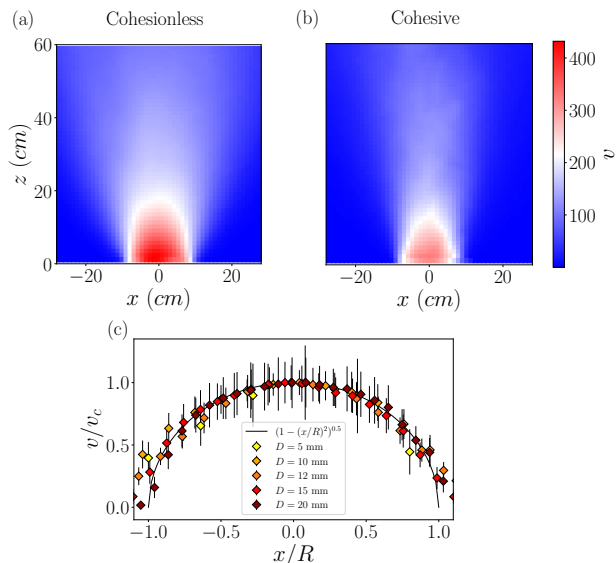 (a) Cohesionless
(b) Cohesive
60
40
20
0
z (cm)
−20 0 20
x (cm)
−20 0 20
x (cm)
400
300
200
100
v
(c)
1.0
0.5
0.0
v/v_c
(1 − (x/R)²)^0.5
D = 5 mm
D = 10 mm
D = 12 mm
D = 15 mm
D = 20 mm
−1.0 −0.5 0.0 0.5 1.0
x/R